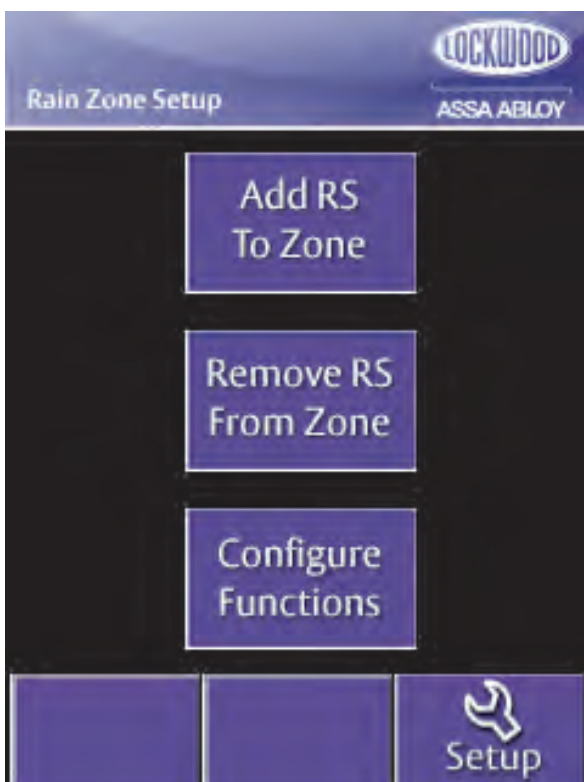 LOCKWOOD
Rain Zone Setup
ASSA ABLOY
Add RS
To Zone
Remove RS
From Zone
Configure
Functions
Setup